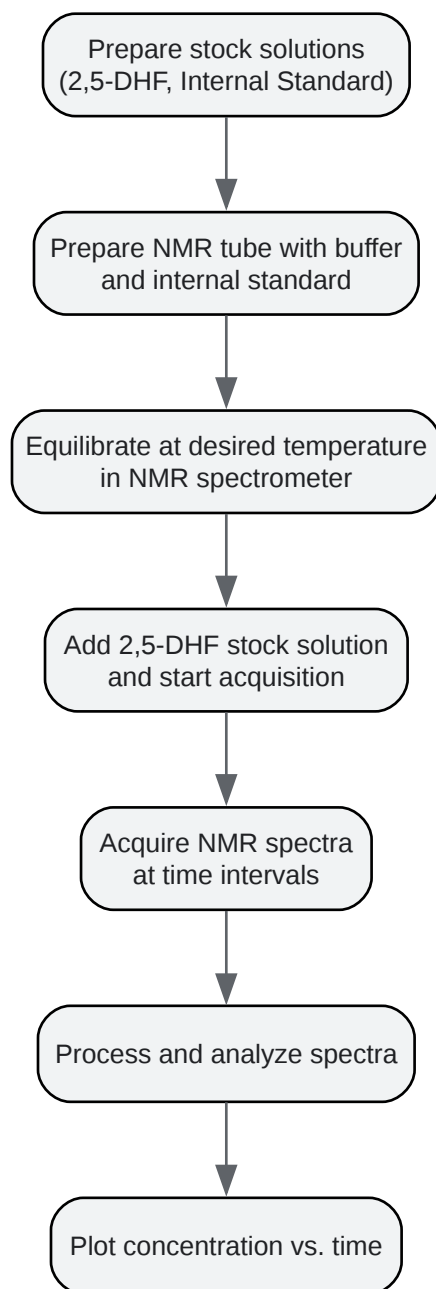 Prepare stock solutions
(2,5-DHF, Internal Standard)
Prepare NMR tube with buffer
and internal standard
Equilibrate at desired temperature
in NMR spectrometer
Add 2,5-DHF stock solution
and start acquisition
Acquire NMR spectra
at time intervals
Process and analyze spectra
Plot concentration vs. time